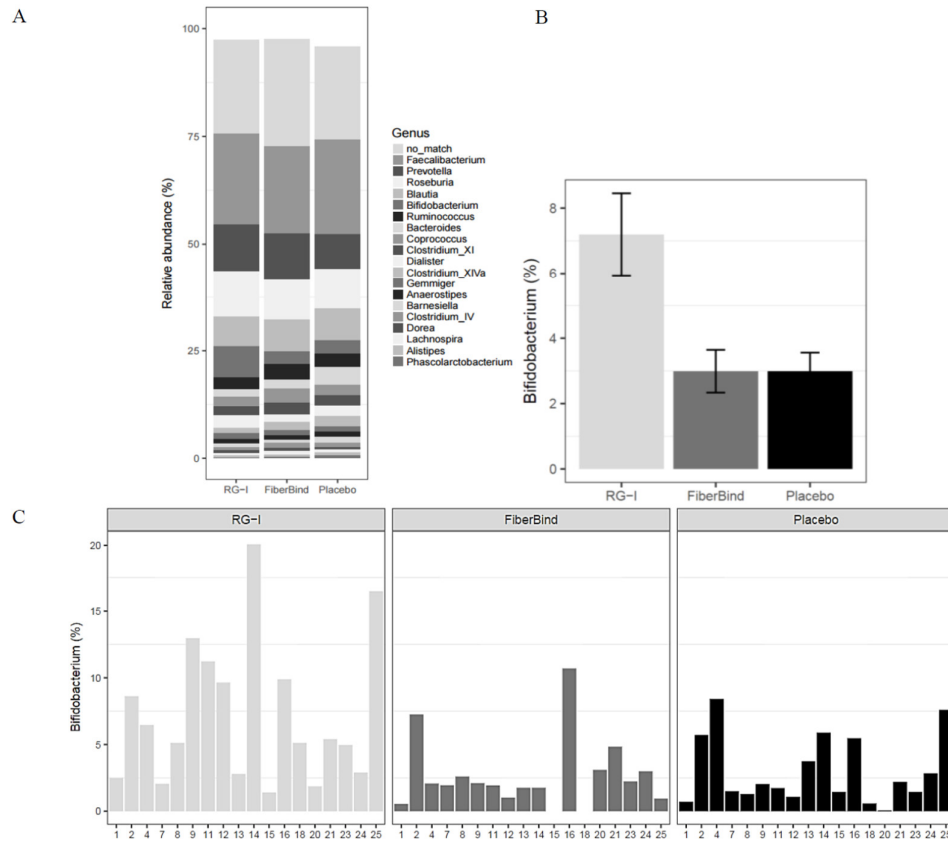 A
B
100
75
50
25
0
Relative abundance (%)
RG-I
FiberBind
Placebo
Genus
no_match
Faecalibacterium
Prevotella
Roseburia
Blautia
Bifidobacterium
Ruminococcus
Bacteroides
Coprococcus
Clostridium_XI
Dialister
Clostridium_XIVa
Gemmiger
Anaerostipes
Barnesiella
Clostridium_IV
Dorea
Lachnospira
Alistipes
Phascolarctobacterium
8
6
4
2
0
Bifidobacterium (%)
RG-I
FiberBind
Placebo
C
RG-I
FiberBind
Placebo
20
15
10
5
0
Bifidobacterium (%)
1 2 4 7 8 9 11 12 13 14 15 16 18 20 21 23 24 25
1 2 4 7 8 9 11 12 13 14 15 16 18 20 21 23 24 25
1 2 4 7 8 9 11 12 13 14 15 16 18 20 21 23 24 25